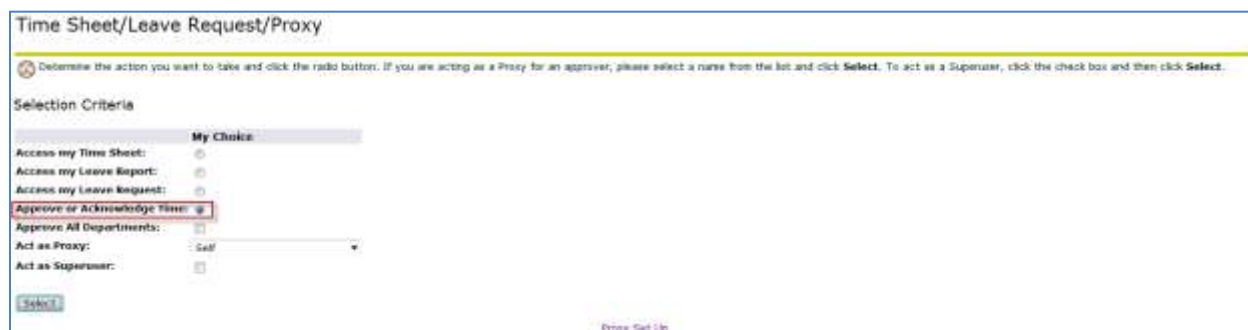 Time Sheet/Leave Request/Proxy
Determine the action you want to take and click the radio button. If you are acting as a Proxy for an approver, please select a name from the list and click Select. To act as a Superuser, click the check box and then click Select.
Selection Criteria
My Choice
Access my Time Sheet:
Access my Leave Report:
Access my Leave Request:
Approve or Acknowledge Time:
Approve All Departments:
Act as Proxy: Self
Act as Superuser:
Select
Proxy Set Up